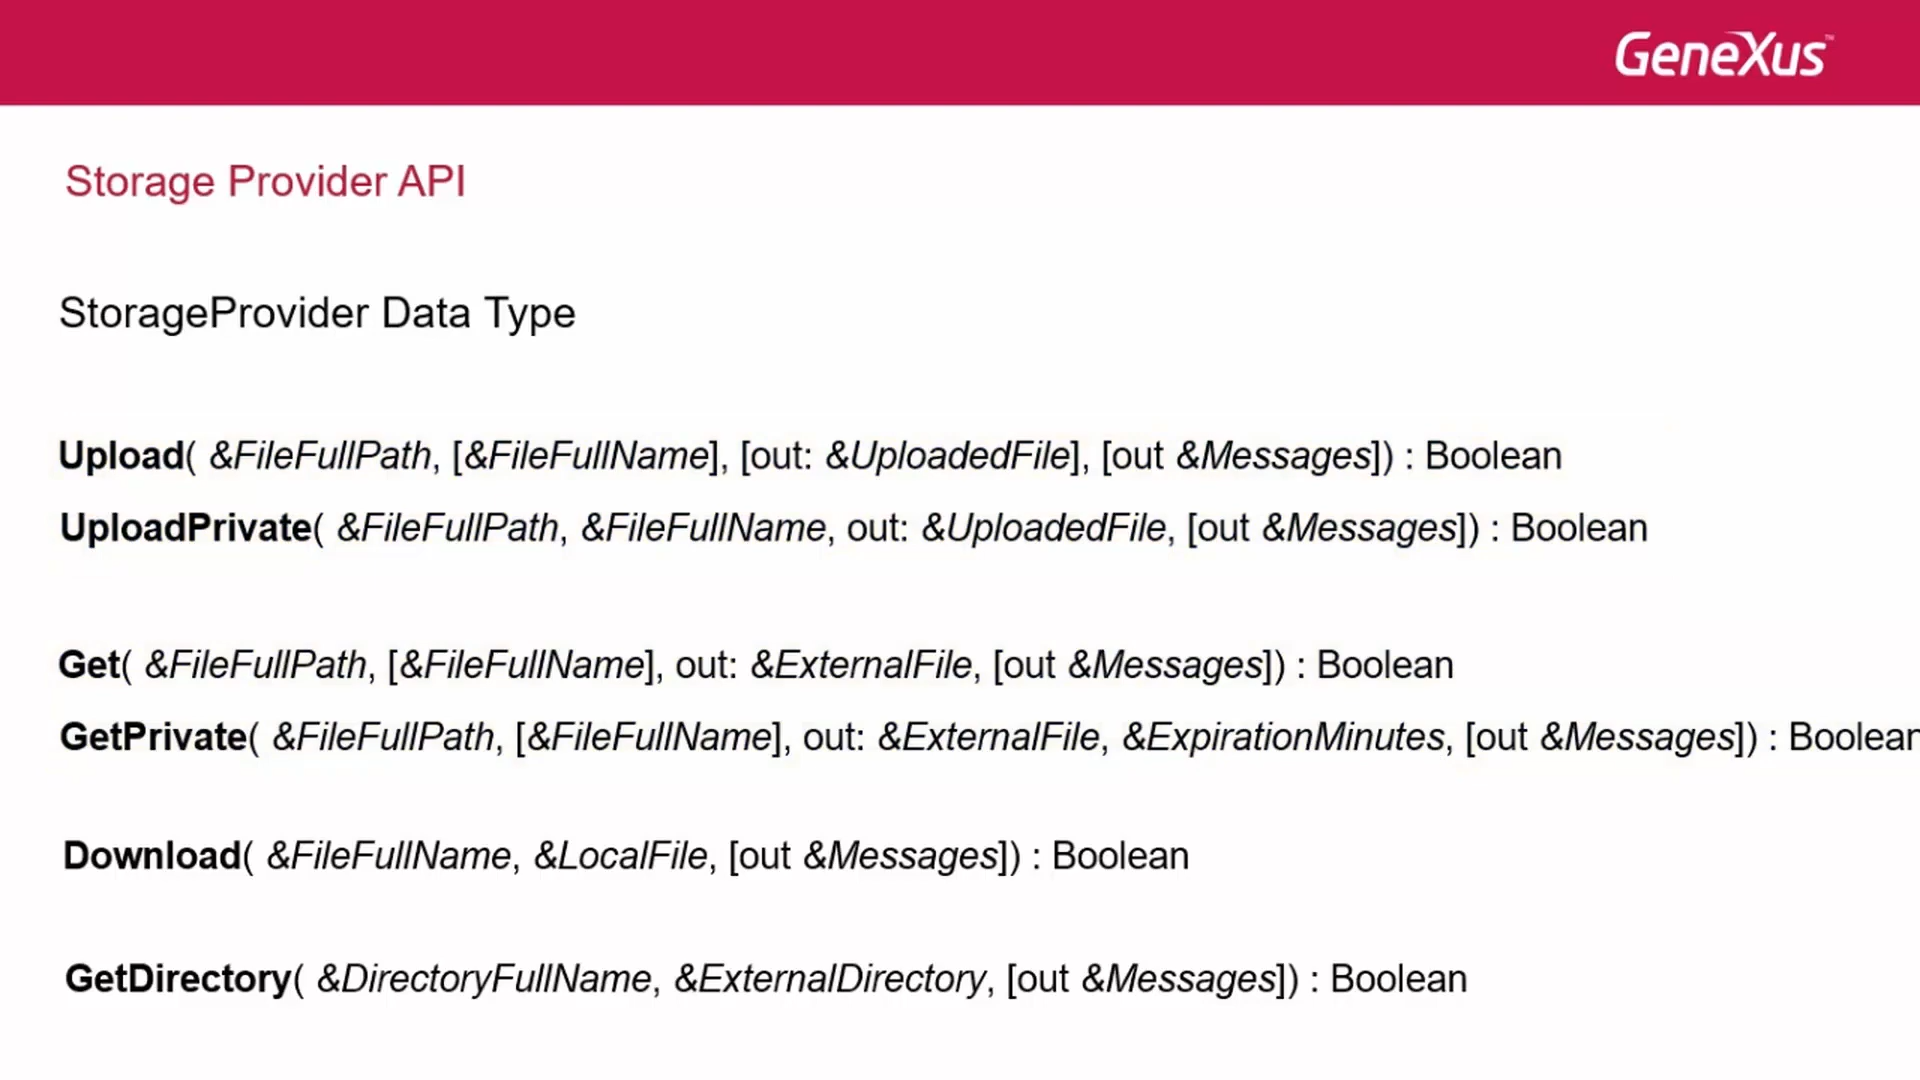 GeneXus™
Storage Provider API
StorageProvider Data Type
Upload( &FileFullPath, [&FileFullName], [out: &UploadedFile], [out &Messages]) : Boolean
UploadPrivate( &FileFullPath, &FileFullName, out: &UploadedFile, [out &Messages]) : Boolean
Get( &FileFullPath, [&FileFullName], out: &ExternalFile, [out &Messages]) : Boolean
GetPrivate( &FileFullPath, [&FileFullName], out: &ExternalFile, &ExpirationMinutes, [out &Messages]) : Boolean
Download( &FileFullName, &LocalFile, [out &Messages]) : Boolean
GetDirectory( &DirectoryFullName, &ExternalDirectory, [out &Messages]) : Boolean